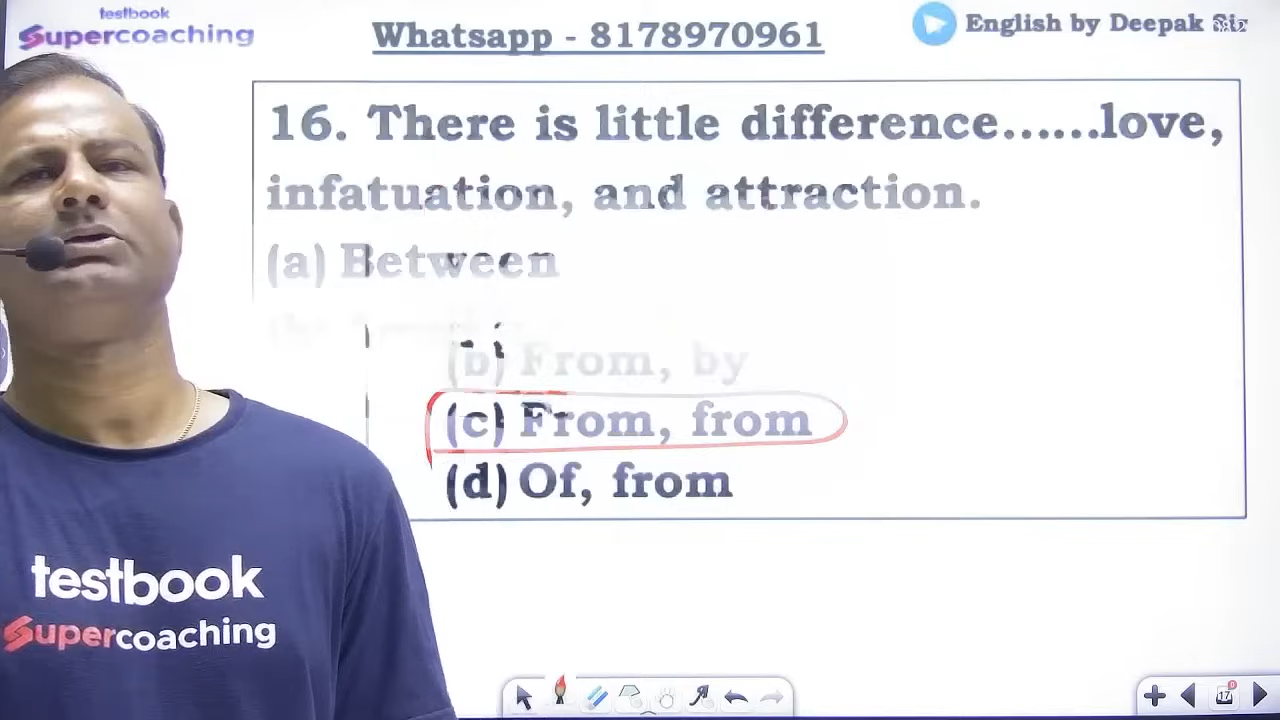 testbook
Supercoaching
Whatsapp - 8178970961
English by Deepak Sir
16. There is little difference......love,
infatuation, and attraction.
(a) Between
(b) From, by
(c) From, from
(d) Of, from
testbook
Supercoaching
17